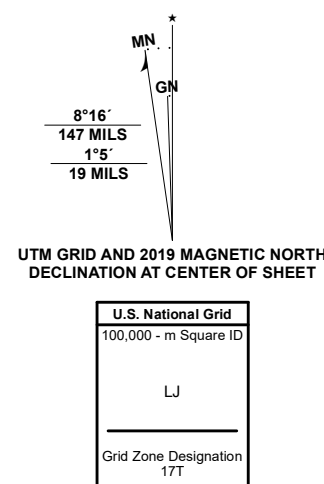 ★
MN
GN
8°16´
147 MILS
1°5´
19 MILS
UTM GRID AND 2019 MAGNETIC NORTH
DECLINATION AT CENTER OF SHEET
U.S. National Grid
100,000 - m Square ID
LJ
Grid Zone Designation
17T